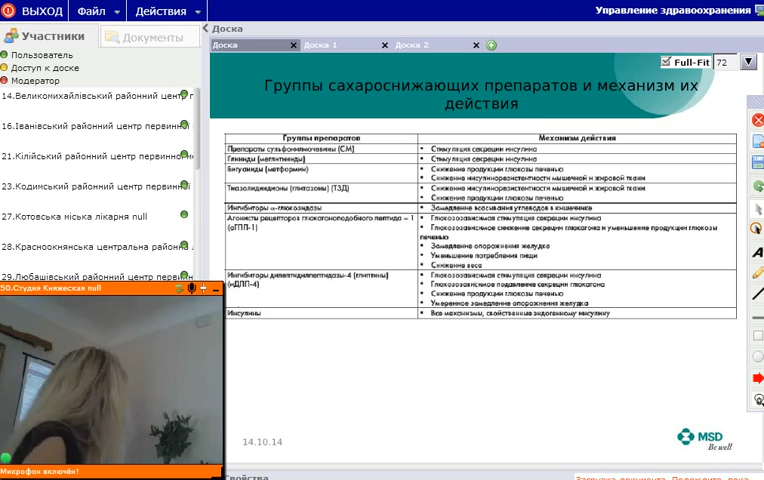 ВЫХОД
Файл
Действия
Управление здравоохранения
Участники
Документы
Пользователь
Доступ к доске
Модератор
14.Великомихайлівський районний центр п
16.Іванівський районний центр первинної
21.Кілійський районний центр первинної ме
23.Кодимський районний центр первинної
27.Котовська міська лікарня null
28.Красноокнянська центральна районна
29.Любашівський районний центр первинн
50.Студия Княжеская null
Микрофон включён!
Доска
Доска
Доска 1
Доска 2
Full-Fit
72
Группы сахароснижающих препаратов и механизм их
действия
Группы препаратов
Механизм действия
Препараты сульфонилмочевины (СМ)
Стимуляция секреции инсулина
Глиниды (меглитиниды)
Стимуляция секреции инсулина
Бигуаниды (метформин)
Снижение продукции глюкозы печенью
Снижение инсулинорезистентности мышечной и жировой ткани
Тиазолидиндионы (глитазоны) (ТЗД)
Снижение инсулинорезистентности мышечной и жировой ткани
Снижение продукции глюкозы печенью
Ингибиторы α-глюкозидазы
Замедление всасывания углеводов в кишечнике
Агонисты рецепторов глюкагоноподобного пептида – 1
(аГПП-1)
Глюкозозависимая стимуляция секреции инсулина
Глюкозозависимое снижение секреции глюкагона и уменьшение продукции глюкозы
печенью
Замедление опорожнения желудка
Уменьшение потребления пищи
Снижение веса
Ингибиторы дипептидилпептидазы-4 (глиптины)
(иДПП-4)
Глюкозозависимая стимуляция секреции инсулина
Глюкозозависимое подавление секреции глюкагона
Снижение продукции глюкозы печенью
Умеренное замедление опорожнения желудка
Инсулины
Все механизмы, свойственные эндогенному инсулину
14.10.14
MSD
Be well
Свойства
Загрузка документа. Подождите, пока